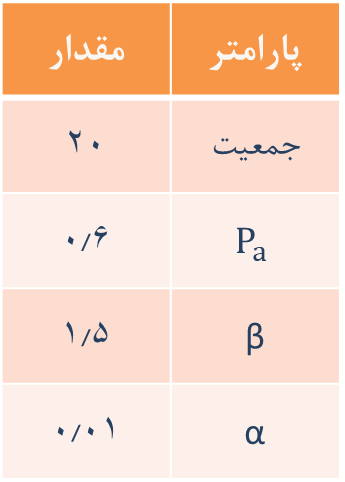 پارامتر مقدار
جمعیت ۲۰
Pa ۰/۶
β ۱/۵
α ۰/۰۱